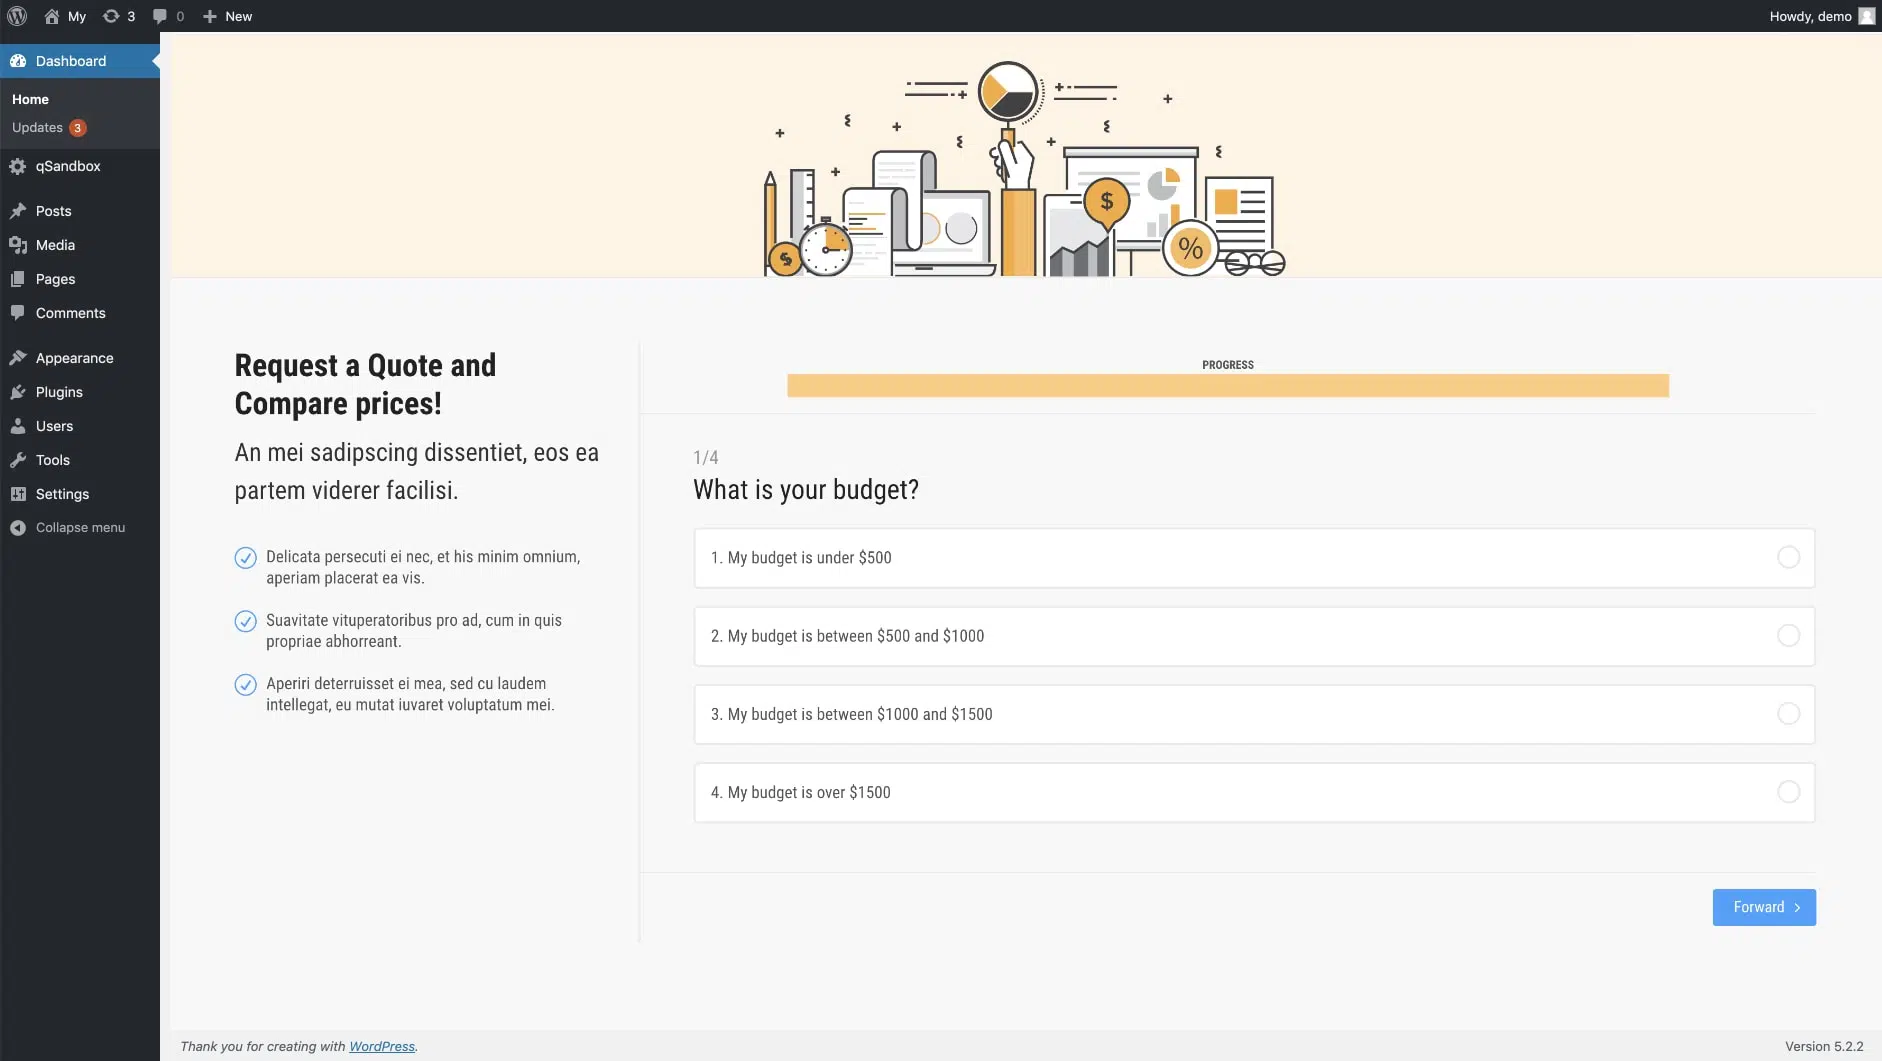 My 3 0 New
Howdy, demo
Dashboard
Home
Updates 3
qSandbox
Posts
Media
Pages
Comments
Appearance
Plugins
Users
Tools
Settings
Collapse menu
$
$
%
Request a Quote and
Compare prices!
An mei sadipscing dissentiet, eos ea
partem viderer facilisi.
Delicata persecuti ei nec, et his minim omnium,
aperiam placerat ea vis.
Suavitate vituperatoribus pro ad, cum in quis
propriae abhorreant.
Aperiri deterruisset ei mea, sed cu laudem
intellegat, eu mutat iuvaret voluptatum mei.
PROGRESS
1/4
What is your budget?
1. My budget is under $500
2. My budget is between $500 and $1000
3. My budget is between $1000 and $1500
4. My budget is over $1500
Forward
Thank you for creating with WordPress.
Version 5.2.2